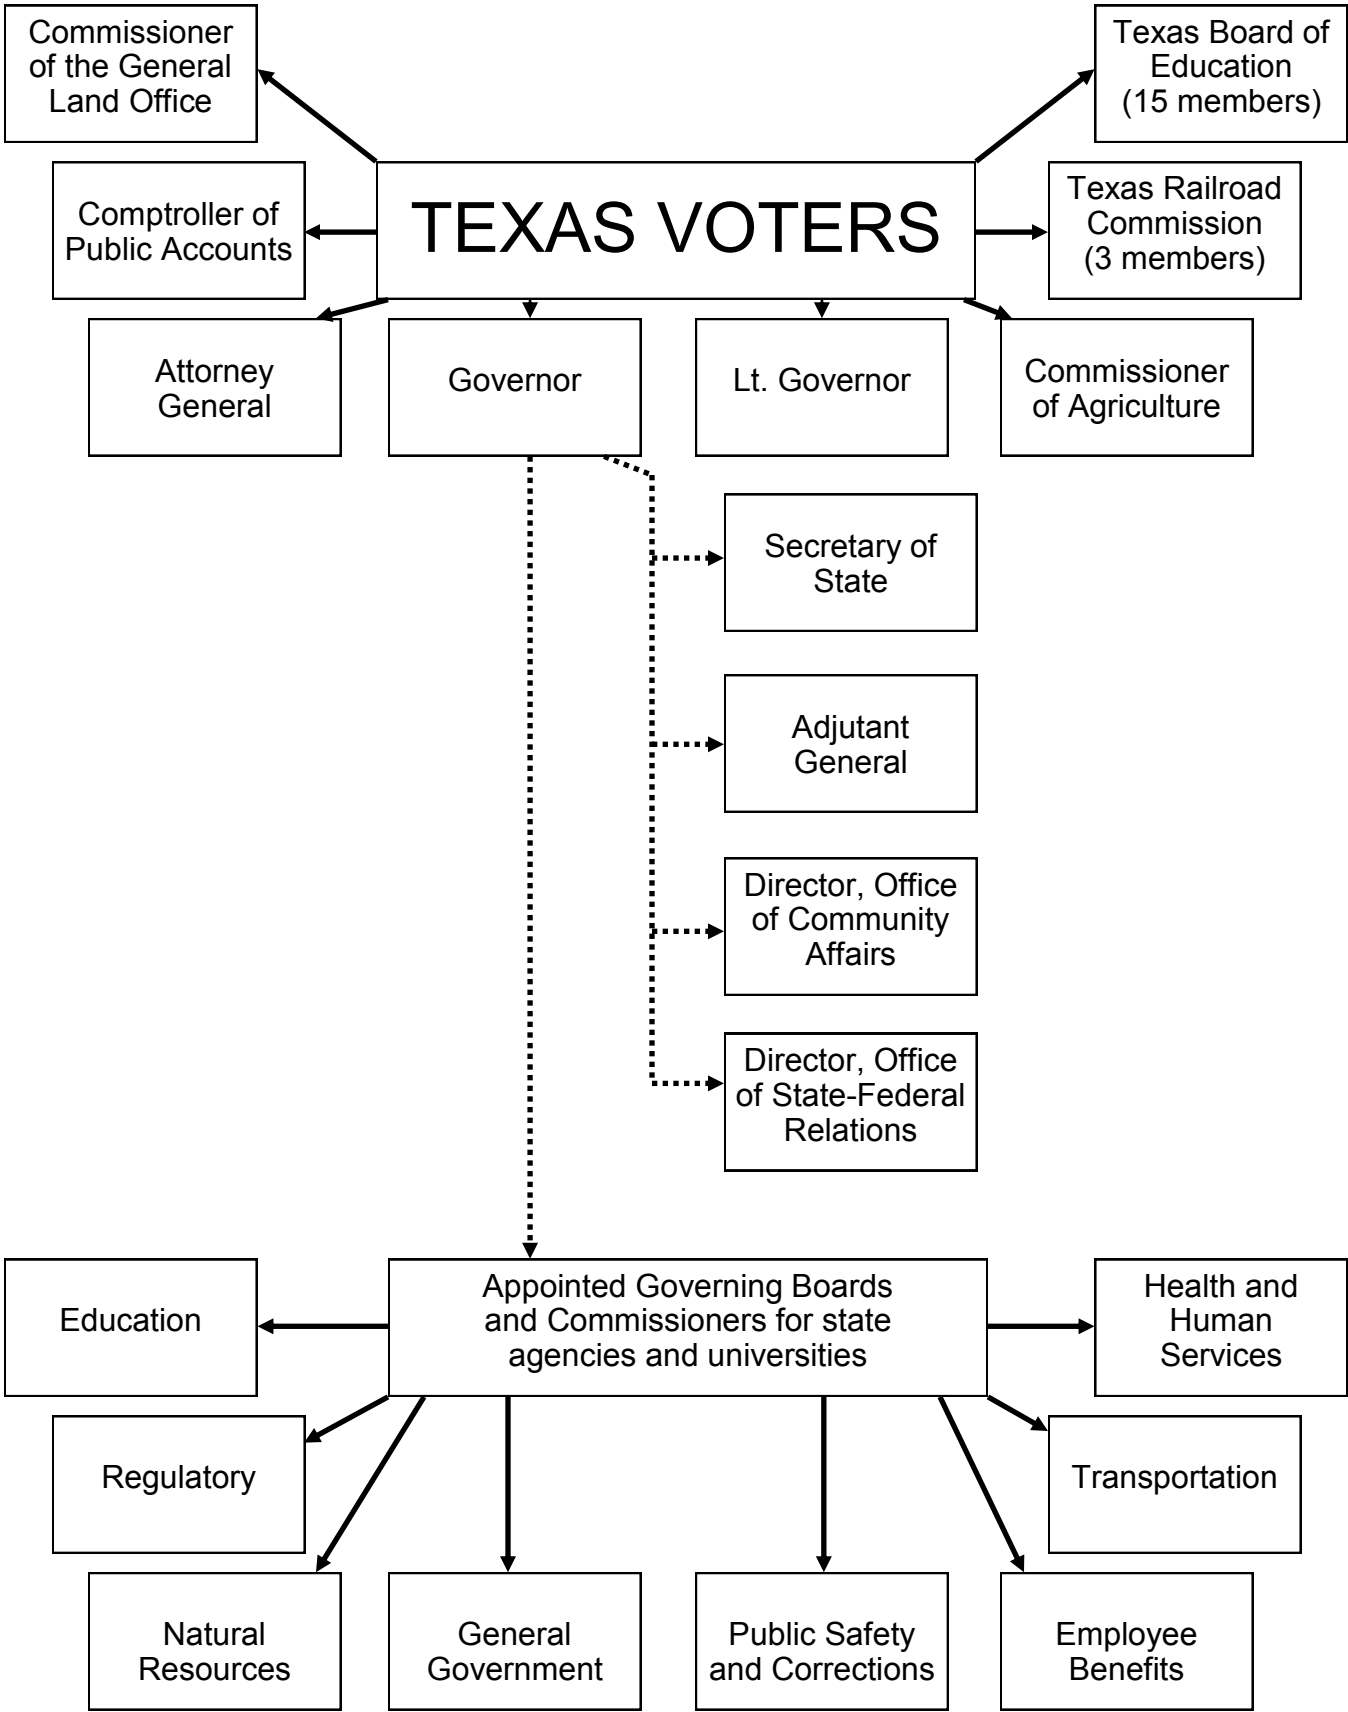 Commissioner
of the General
Land Office
Texas Board of
Education
(15 members)
Comptroller of
Public Accounts
TEXAS VOTERS
Texas Railroad
Commission
(3 members)
Attorney
General
Governor
Lt. Governor
Commissioner
of Agriculture
Secretary of
State
Adjutant
General
Director, Office
of Community
Affairs
Director, Office
of State-Federal
Relations
Education
Appointed Governing Boards
and Commissioners for state
agencies and universities
Health and
Human
Services
Regulatory
Transportation
Natural
Resources
General
Government
Public Safety
and Corrections
Employee
Benefits